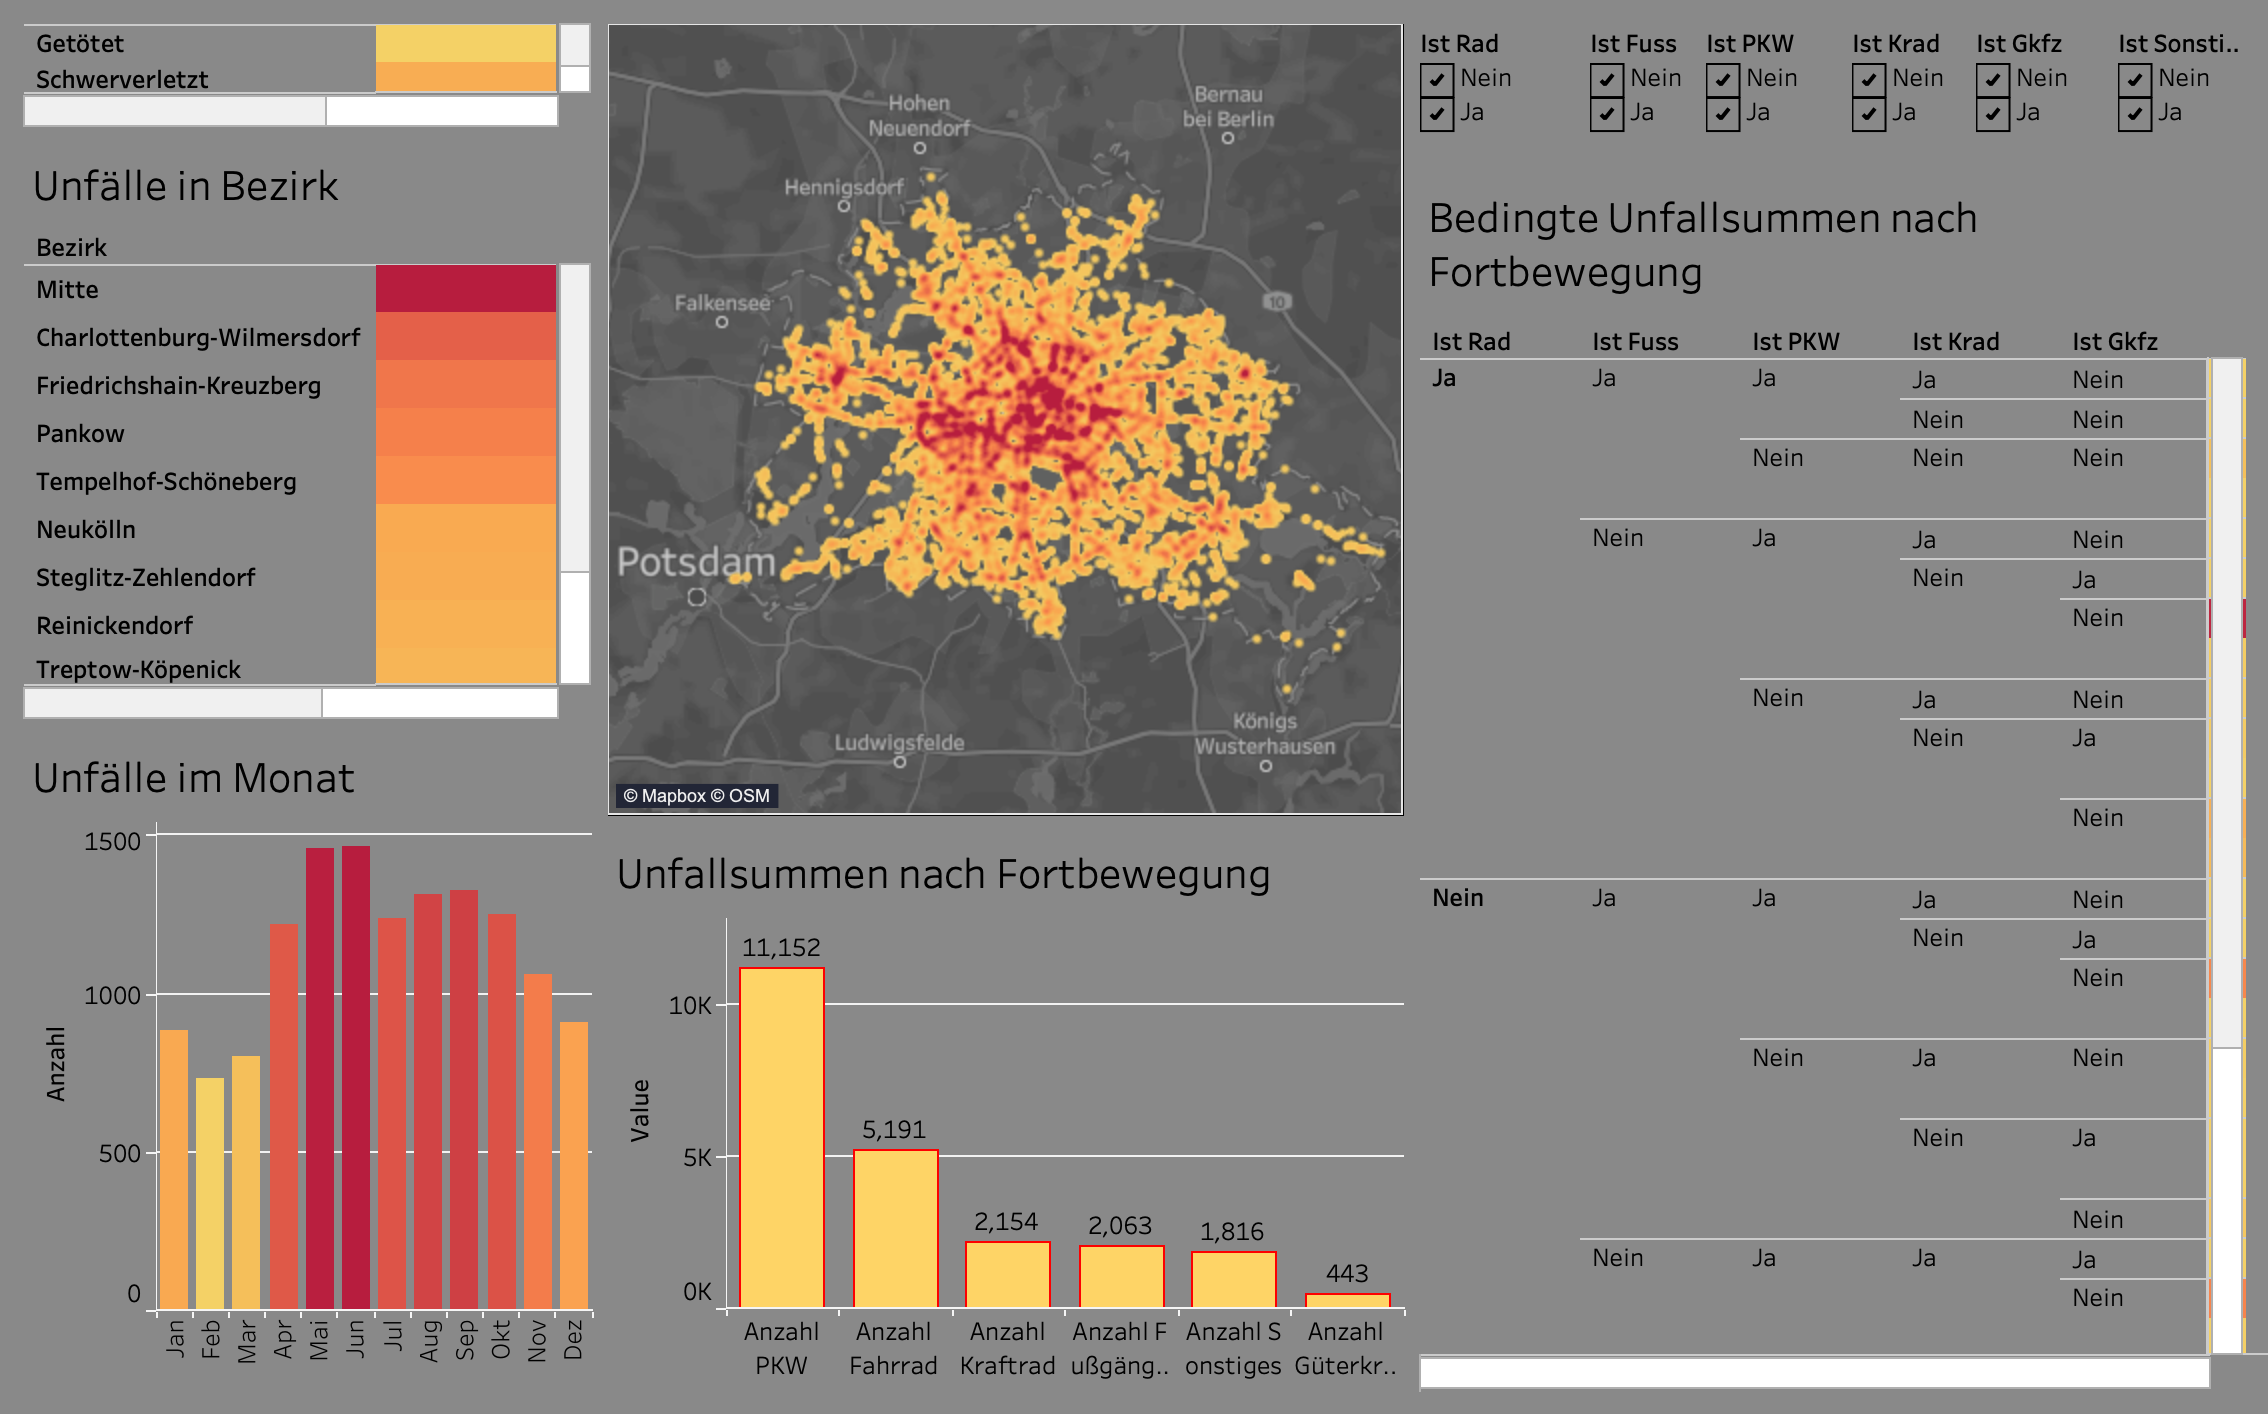 Getötet
Schwerverletzt
Unfälle in Bezirk
Bezirk
Mitte
Charlottenburg-Wilmersdorf
Friedrichshain-Kreuzberg
Pankow
Tempelhof-Schöneberg
Neukölln
Steglitz-Zehlendorf
Reinickendorf
Treptow-Köpenick
Unfälle im Monat
Anzahl
1500
1000
500
0
Jan
Feb
Mar
Apr
Mai
Jun
Jul
Aug
Sep
Okt
Nov
Dez
Hohen
Neuendorf
Bernau
bei Berlin
Hennigsdorf
Falkensee
10
Potsdam
Königs
Wusterhausen
Ludwigsfelde
© Mapbox © OSM
Unfallsummen nach Fortbewegung
Value
10K
5K
0K
11,152
5,191
2,154
2,063
1,816
443
Anzahl
PKW
Anzahl
Fahrrad
Anzahl
Kraftrad
Anzahl F
ußgäng..
Anzahl S
onstiges
Anzahl
Güterkr..
Ist Rad
Nein
Ja
Ist Fuss
Nein
Ja
Ist PKW
Nein
Ja
Ist Krad
Nein
Ja
Ist Gkfz
Nein
Ja
Ist Sonsti..
Nein
Ja
Bedingte Unfallsummen nach
Fortbewegung
Ist Rad Ist Fuss Ist PKW Ist Krad Ist Gkfz
Ja Ja Ja Ja Nein
Nein Nein
Nein Nein Nein
Nein Ja Ja Nein
Nein Ja
Nein
Nein Ja Nein
Nein Ja
Nein
Nein Ja Ja Ja Nein
Nein Ja
Nein
Nein Ja Nein
Nein Ja
Nein
Nein Ja Ja Ja
Nein